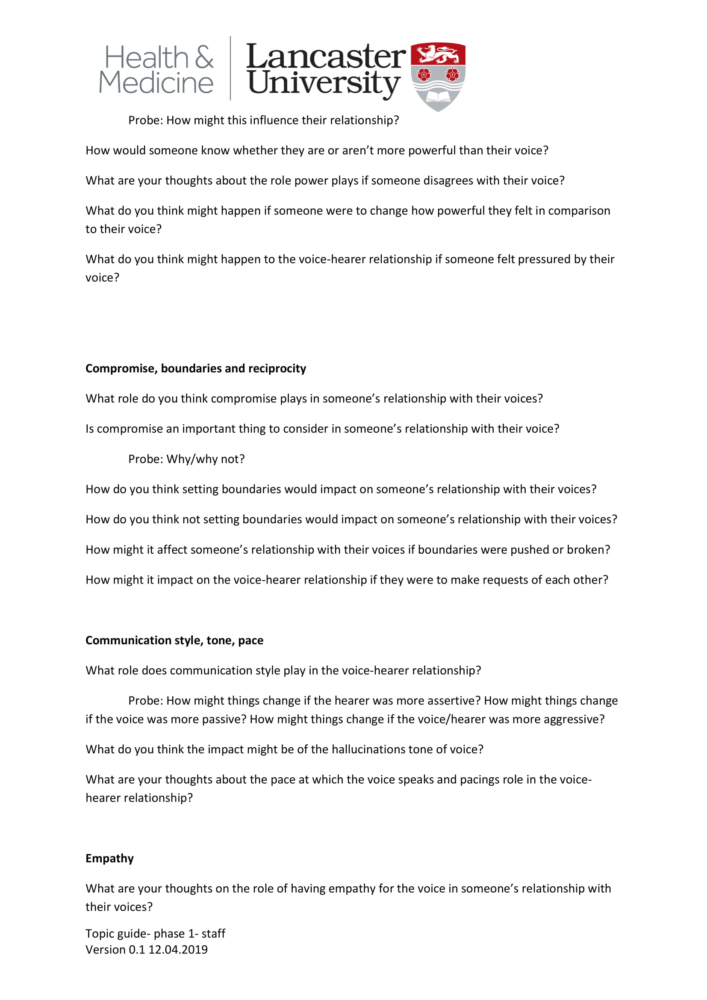 Health &
Medicine
Lancaster
University
Probe: How might this influence their relationship?
How would someone know whether they are or aren’t more powerful than their voice?
What are your thoughts about the role power plays if someone disagrees with their voice?
What do you think might happen if someone were to change how powerful they felt in comparison
to their voice?
What do you think might happen to the voice-hearer relationship if someone felt pressured by their
voice?
Compromise, boundaries and reciprocity
What role do you think compromise plays in someone’s relationship with their voices?
Is compromise an important thing to consider in someone’s relationship with their voice?
Probe: Why/why not?
How do you think setting boundaries would impact on someone’s relationship with their voices?
How do you think not setting boundaries would impact on someone’s relationship with their voices?
How might it affect someone’s relationship with their voices if boundaries were pushed or broken?
How might it impact on the voice-hearer relationship if they were to make requests of each other?
Communication style, tone, pace
What role does communication style play in the voice-hearer relationship?
Probe: How might things change if the hearer was more assertive? How might things change
if the voice was more passive? How might things change if the voice/hearer was more aggressive?
What do you think the impact might be of the hallucinations tone of voice?
What are your thoughts about the pace at which the voice speaks and pacings role in the voice-
hearer relationship?
Empathy
What are your thoughts on the role of having empathy for the voice in someone’s relationship with
their voices?
Topic guide- phase 1- staff
Version 0.1 12.04.2019